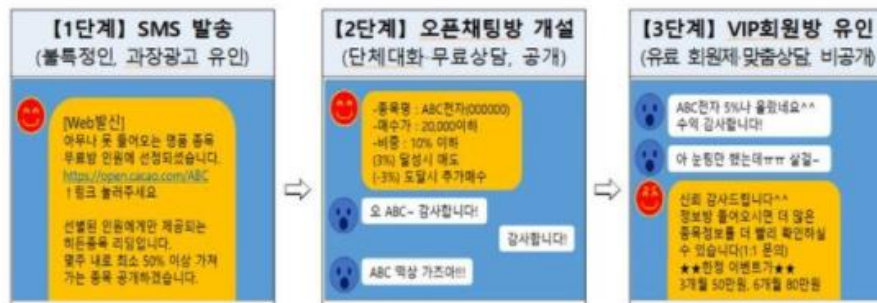 【1단계】 SMS 발송
(불특정인, 과장광고 유인)
[Web발신]
아무나 못 들어오는 명품 종목
무료방 인원에 선정되셨습니다.
https://open.cacao.com/ABC
↑링크 눌러주세요
선별된 인원에게만 제공되는
히든종목 리딩입니다.
몇주 내로 최소 50% 이상 가져
가는 종목 공개하겠습니다.
【2단계】 오픈채팅방 개설
(단체대화·무료상담, 공개)
-종목명 : ABC전자(000000)
-매수가 : 20,000이하
-비중 : 10% 이하
(3%) 달성시 매도
(-3%) 도달시 추가매수
오 ABC~ 감사합니다!
감사합니다!
ABC 떡상 가즈아!!!
【3단계】 VIP회원방 유인
(유료 회원제·맞춤상담, 비공개)
ABC전자 5%나 올랐네요^^
수익 감사합니다!
아 눈팅만 했는데ㅠㅠ 살걸~
신뢰 감사드립니다^^
정보방 들어오시면 더 많은
종목정보를 더 빨리 확인하실
수 있습니다(1:1 문의)
★★한정 이벤트가★★
3개월 50만원, 6개월 80만원